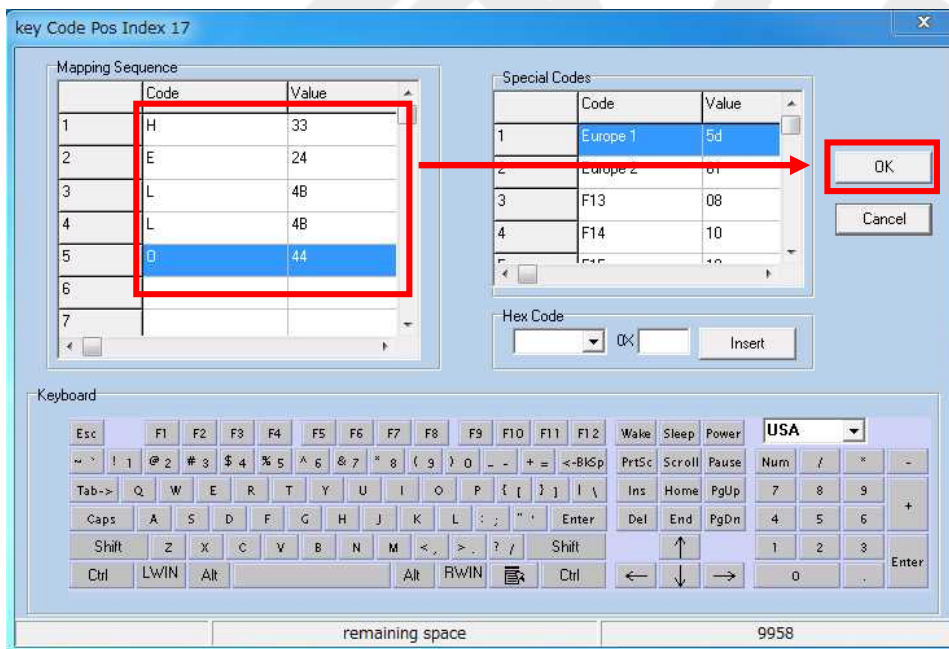 key Code Pos Index 17
x
Mapping Sequence
Code Value
1 H 33
2 E 24
3 L 4B
4 L 4B
5 O 44
6
7
Special Codes
Code Value
1 Europe 1 5d
2 Europe 2
3 F13 08
4 F14 10
OK
Cancel
Hex Code
0X
Insert
Keyboard
Esc F1 F2 F3 F4 F5 F6 F7 F8 F9 F10 F11 F12 Wake Sleep Power USA
~ ` ! 1 @ 2 # 3 $ 4 % 5 ^ 6 & 7 * 8 ( 9 ) 0 _ - + = <-BkSp PrtSc Scroll Pause Num / * -
Tab-> Q W E R T Y U I O P { [ } ] | \ Ins Home PgUp 7 8 9 +
Caps A S D F G H J K L : ; " ' Enter Del End PgDn 4 5 6
Shift Z X C V B N M < , > . ? / Shift ↑ 1 2 3 Enter
Ctrl LWIN Alt Alt RWIN Ctrl ← ↓ → 0 .
remaining space 9958